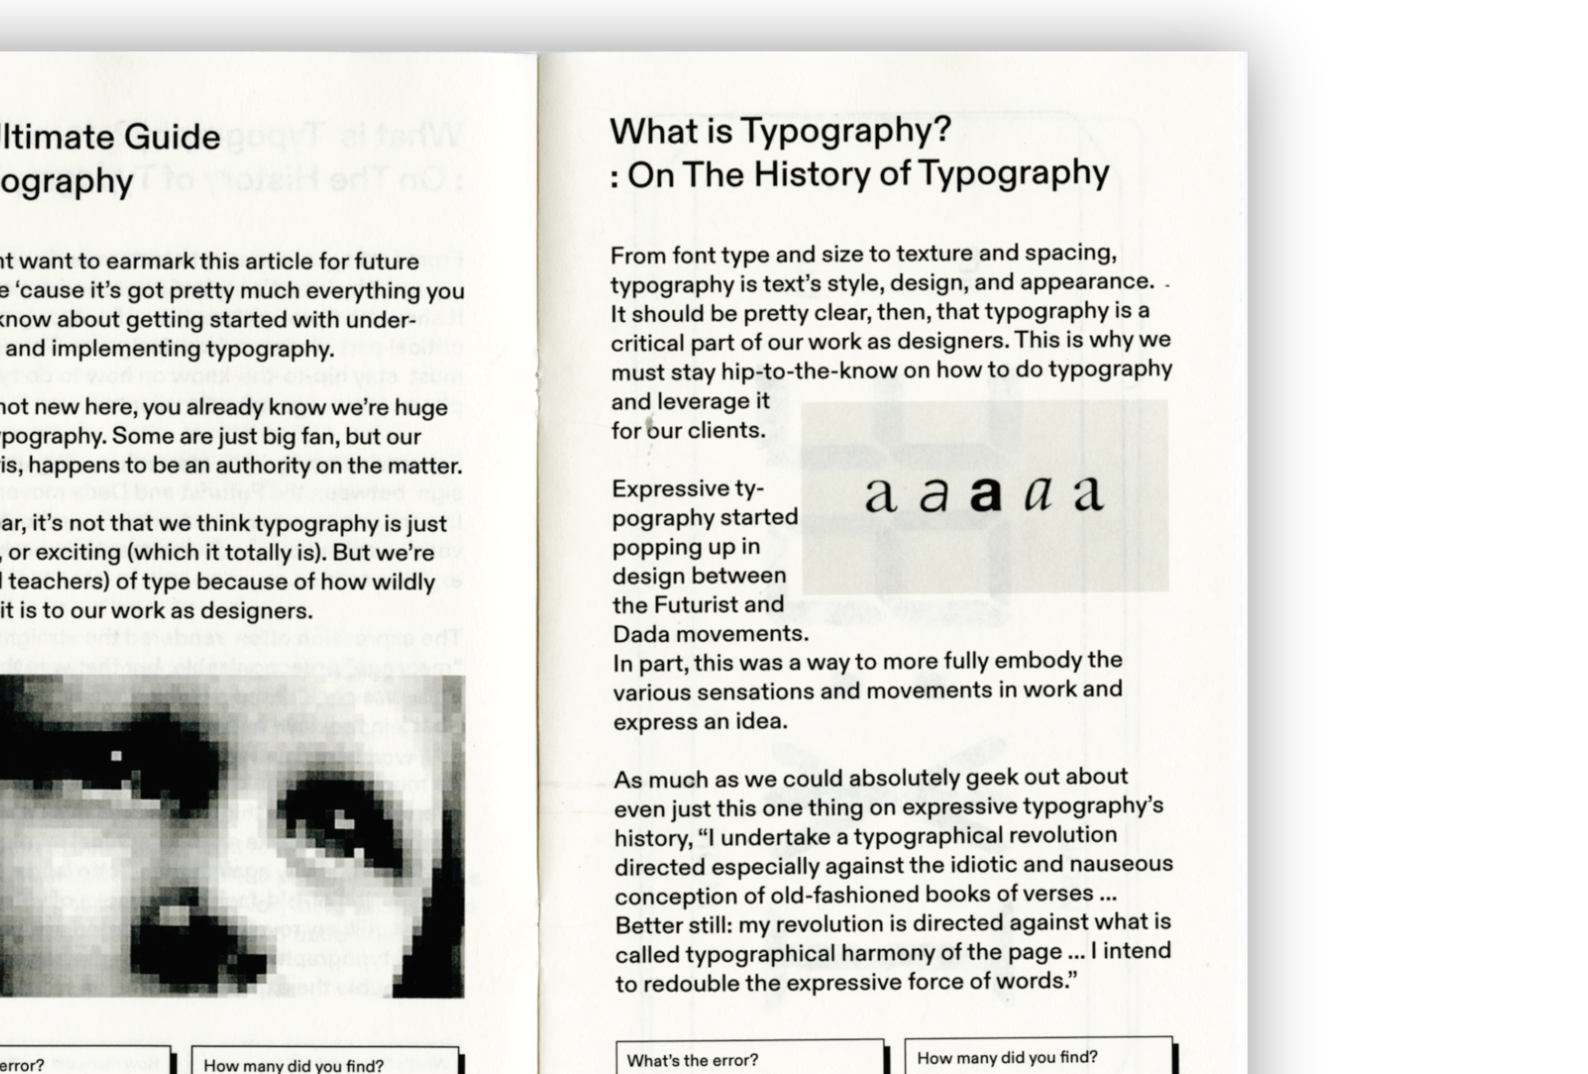 ltimate Guide
ography
nt want to earmark this article for future
e ‘cause it’s got pretty much everything you
know about getting started with under-
and implementing typography.
not new here, you already know we’re huge
pography. Some are just big fan, but our
is, happens to be an authority on the matter.
ar, it’s not that we think typography is just
, or exciting (which it totally is). But we’re
l teachers) of type because of how wildly
it is to our work as designers.
error?
How many did you find?
What is Typography?
: On The History of Typography
From font type and size to texture and spacing,
typography is text’s style, design, and appearance. -
It should be pretty clear, then, that typography is a
critical part of our work as designers. This is why we
must stay hip-to-the-know on how to do typography
and leverage it
for our clients.
a a a a a
Expressive ty-
pography started
popping up in
design between
the Futurist and
Dada movements.
In part, this was a way to more fully embody the
various sensations and movements in work and
express an idea.
As much as we could absolutely geek out about
even just this one thing on expressive typography’s
history, “I undertake a typographical revolution
directed especially against the idiotic and nauseous
conception of old-fashioned books of verses ...
Better still: my revolution is directed against what is
called typographical harmony of the page ... I intend
to redouble the expressive force of words.”
What’s the error?
How many did you find?